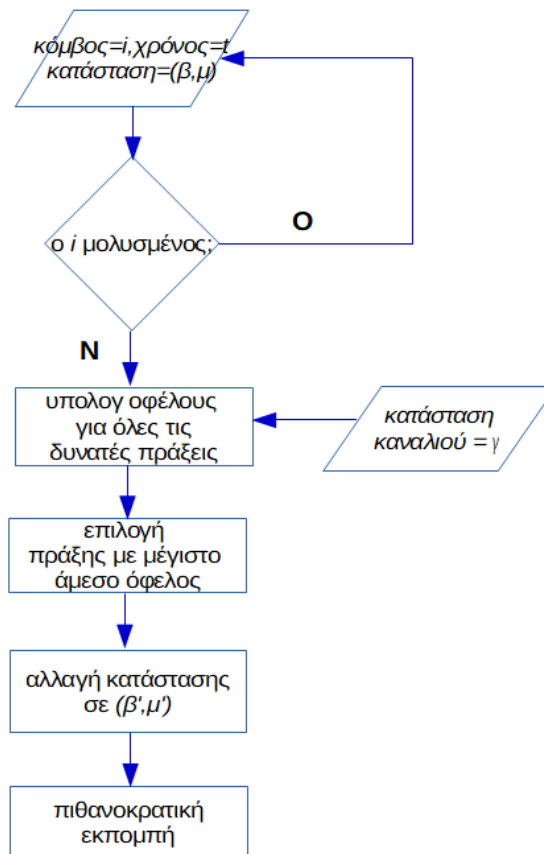 κόμβος=i,χρόνος=t
κατάσταση=(β,μ)
ο i μολυσμένος;
Ο
Ν
υπολογ οφέλους
για όλες τις
δυνατές πράξεις
κατάσταση
καναλιού = γ
επιλογή
πράξης με μέγιστο
άμεσο όφελος
αλλαγή κατάστασης
σε (β',μ')
πιθανοκρατική
εκπομπή